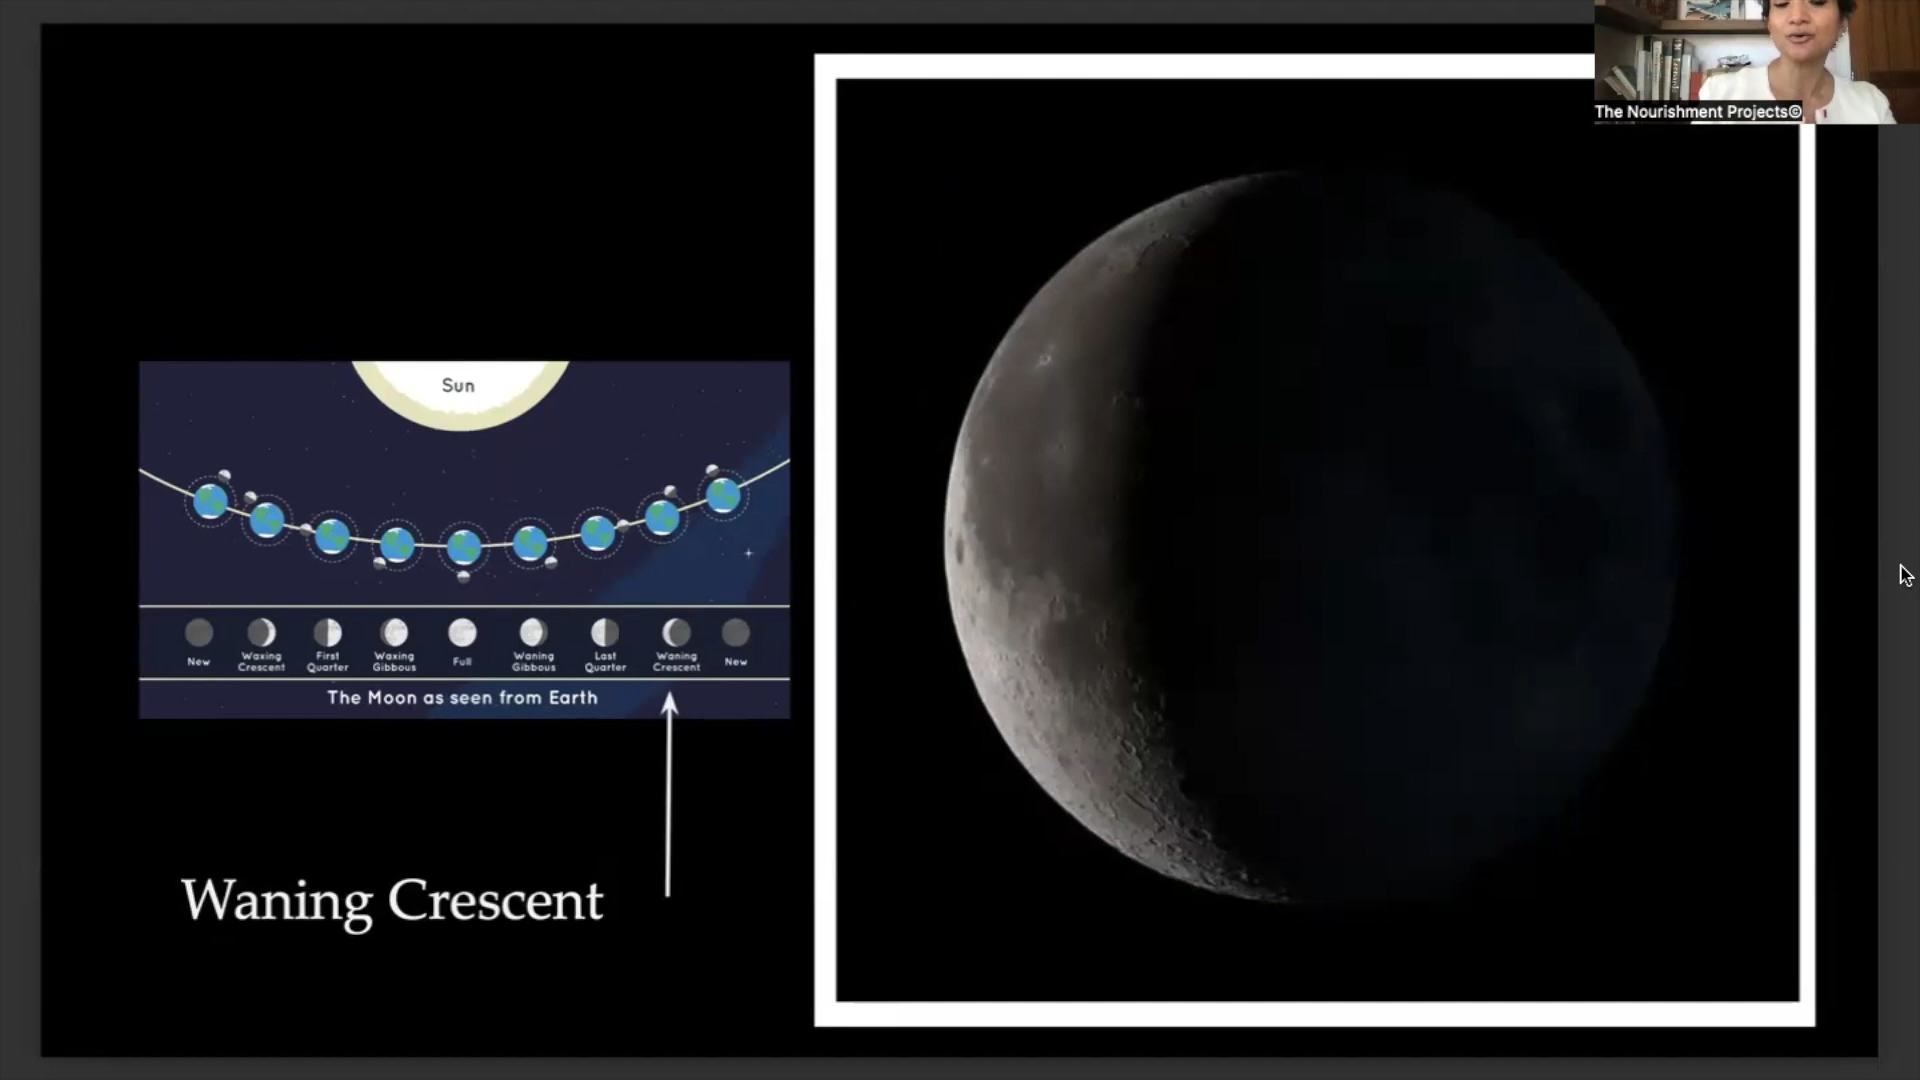 The Nourishment Projects©
Sun
New
Waxing
Crescent
First
Quarter
Waxing
Gibbous
Full
Waning
Gibbous
Last
Quarter
Waning
Crescent
New
The Moon as seen from Earth
Waning Crescent